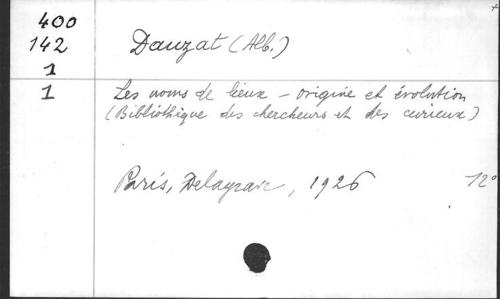 400
142
1
1
Dauzat (Alb.)
Les noms de lieux – origine et évolution
(Bibliothèque des chercheurs et des curieux)
Paris, Delagrave, 1926 12°